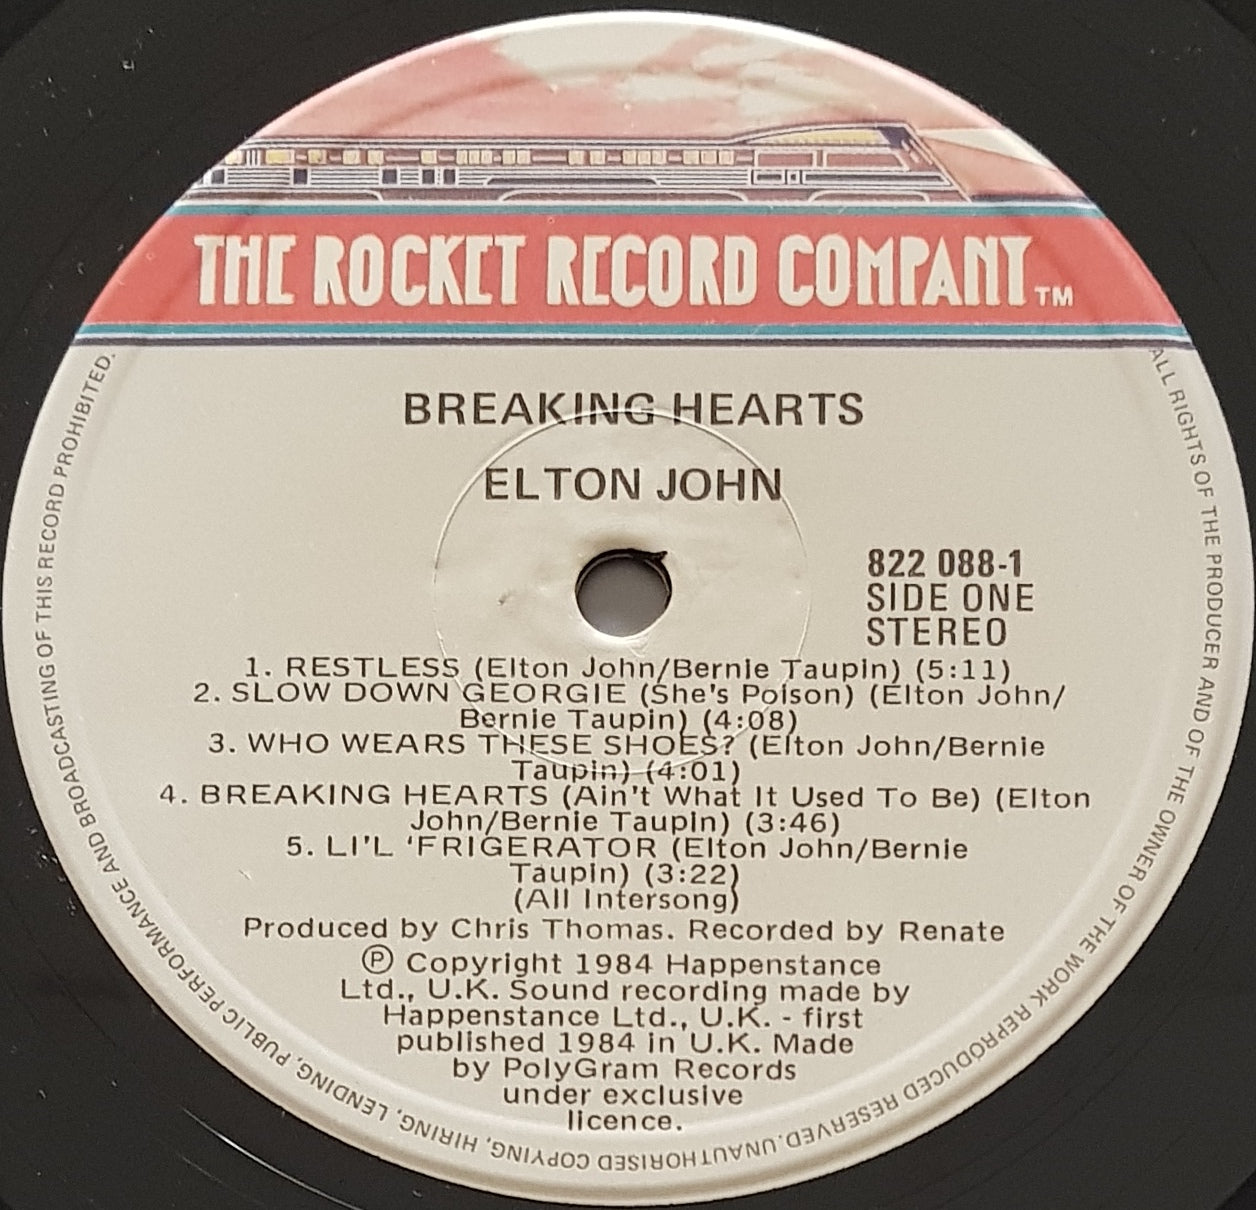 THE ROCKET RECORD COMPANY TM
BREAKING HEARTS
ELTON JOHN
822 088-1
SIDE ONE
STEREO
1. RESTLESS (Elton John/Bernie Taupin) (5:11)
2. SLOW DOWN GEORGIE (She's Poison) (Elton John/
Bernie Taupin) (4:08)
3. WHO WEARS THESE SHOES? (Elton John/Bernie
Taupin) (4:01)
4. BREAKING HEARTS (Ain't What It Used To Be) (Elton
John/Bernie Taupin) (3:46)
5. LI'L 'FRIGERATOR (Elton John/Bernie
Taupin) (3:22)
(All Intersong)
Produced by Chris Thomas. Recorded by Renate
Ⓟ Copyright 1984 Happenstance
Ltd., U.K. Sound recording made by
Happenstance Ltd., U.K. - first
published 1984 in U.K. Made
by PolyGram Records
under exclusive
licence.
ALL RIGHTS OF THE PRODUCER AND OF THE OWNER OF THE WORK REPRODUCED RESERVED. UNAUTHORISED COPYING, HIRING, LENDING, PUBLIC PERFORMANCE AND BROADCASTING OF THIS RECORD PROHIBITED.